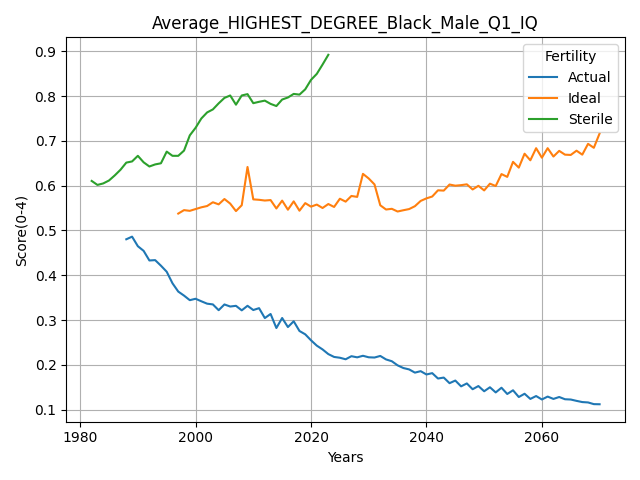 Average_HIGHEST_DEGREE_Black_Male_Q1_IQ
Fertility
Actual
Ideal
Sterile
Score(0-4)
0.9
0.8
0.7
0.6
0.5
0.4
0.3
0.2
0.1
1980 2000 2020 2040 2060
Years